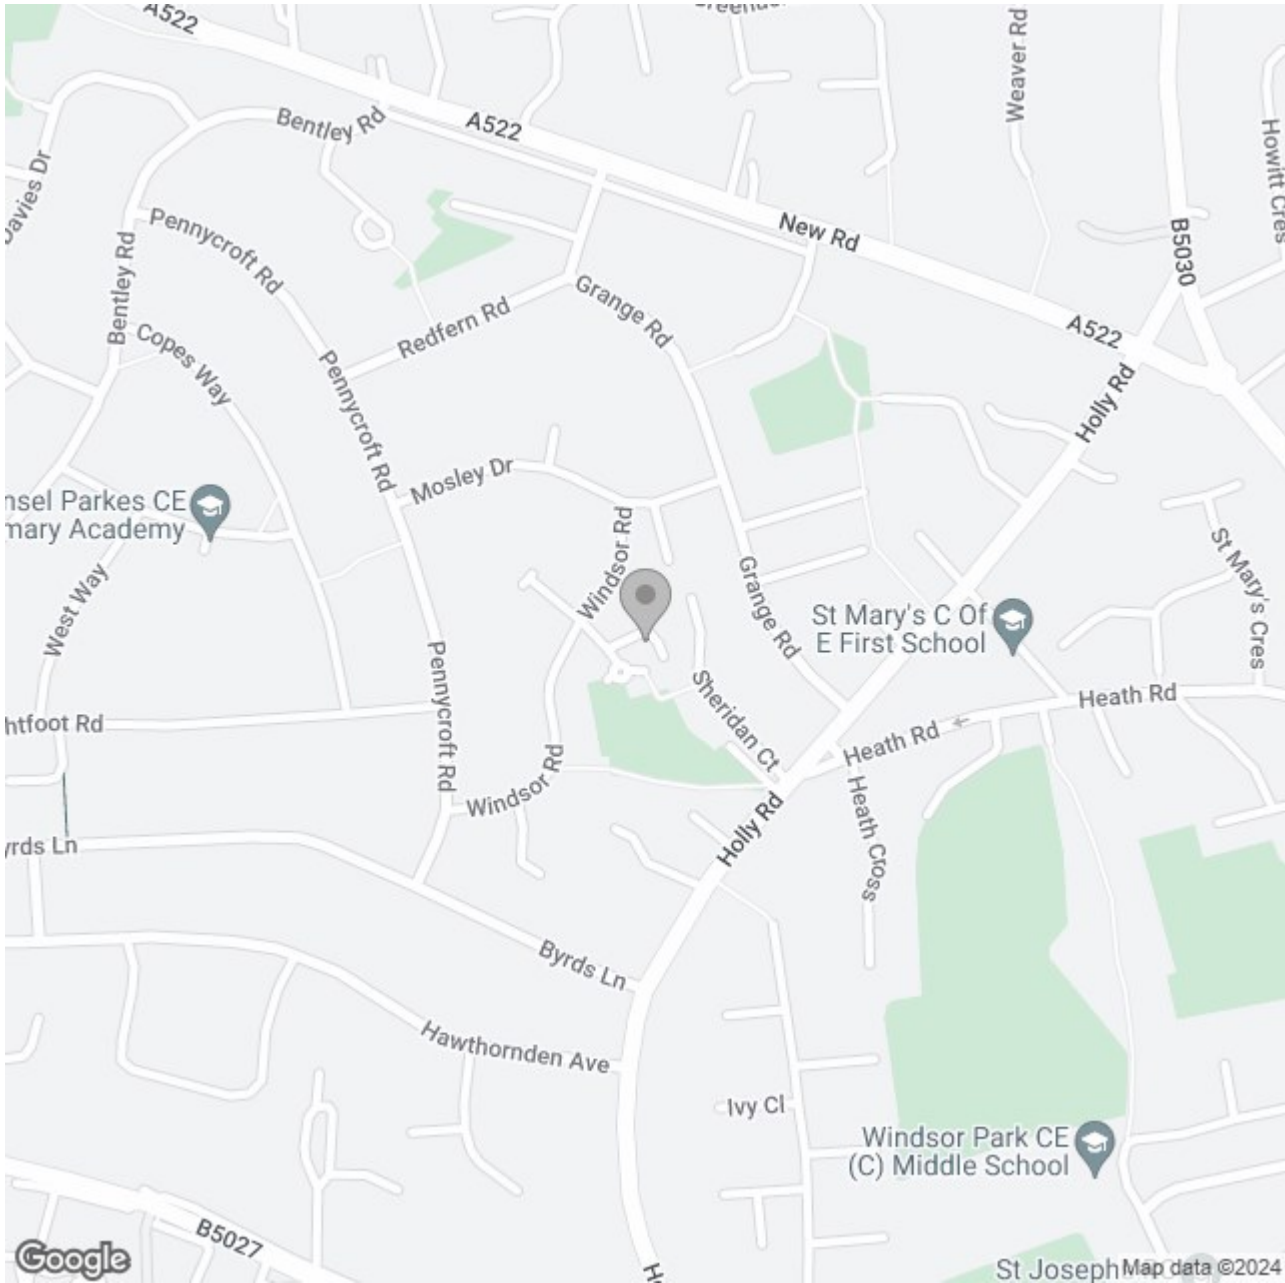 A522
Weaver Rd
Howitt Cres
Bentley Rd
A522
Davies Dr
New Rd
B5030
Pennycroft Rd
Bentley Rd
Grange Rd
Redfern Rd
A522
Copes Way
Pennycroft Rd
Holly Rd
Mosley Dr
nsel Parkes CE
mary Academy
Windsor Rd
St Mary's Cres
West Way
Grange Rd
St Mary's C Of
E First School
Pennycroft Rd
Sheridan Ct
Heath Rd
htfoot Rd
Heath Rd
Windsor Rd
Heath Cross
Holly Rd
yrds Ln
Byrds Ln
Hawthornden Ave
Ivy Cl
Windsor Park CE
(C) Middle School
B5027
Google
St Joseph
Map data ©2024